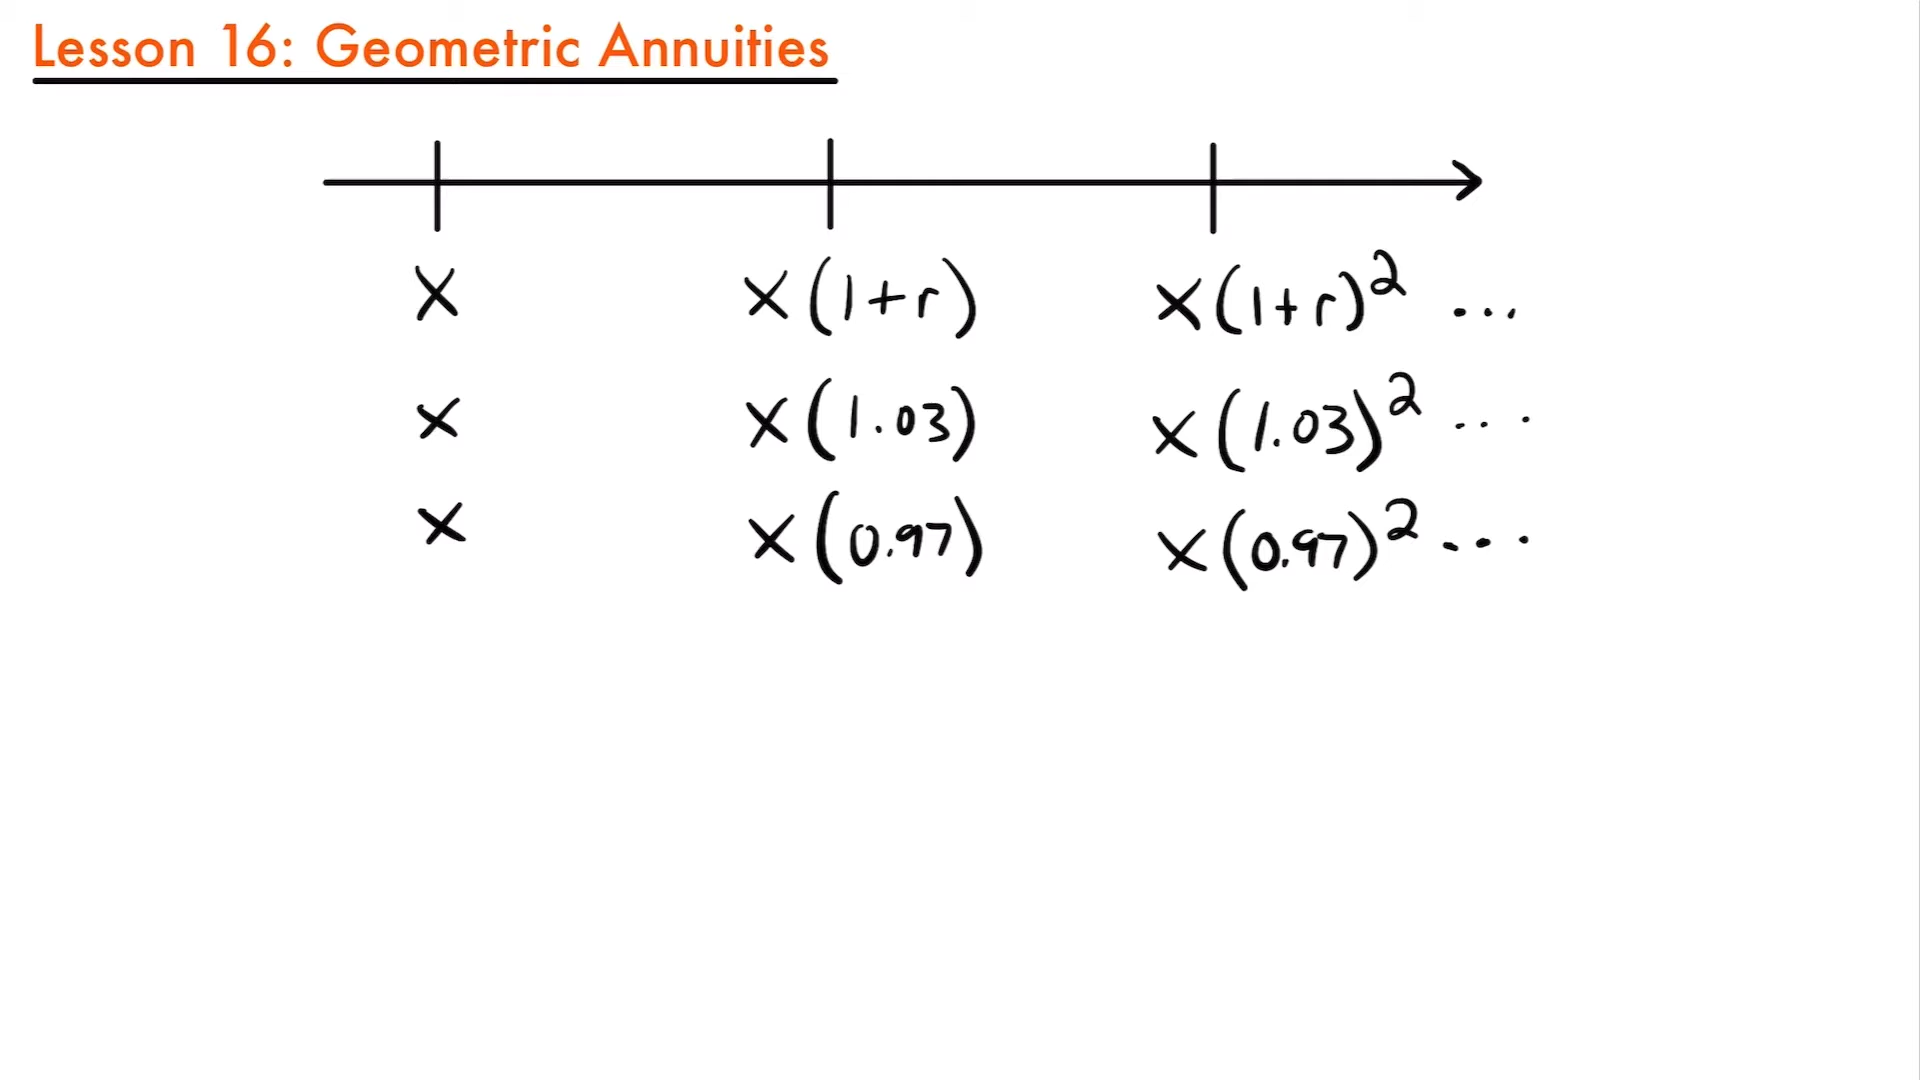 Lesson 16: Geometric Annuities
X X(1+r) X(1+r)² ...
X X(1.03) X(1.03)² ...
X X(0.97) X(0.97)² ...